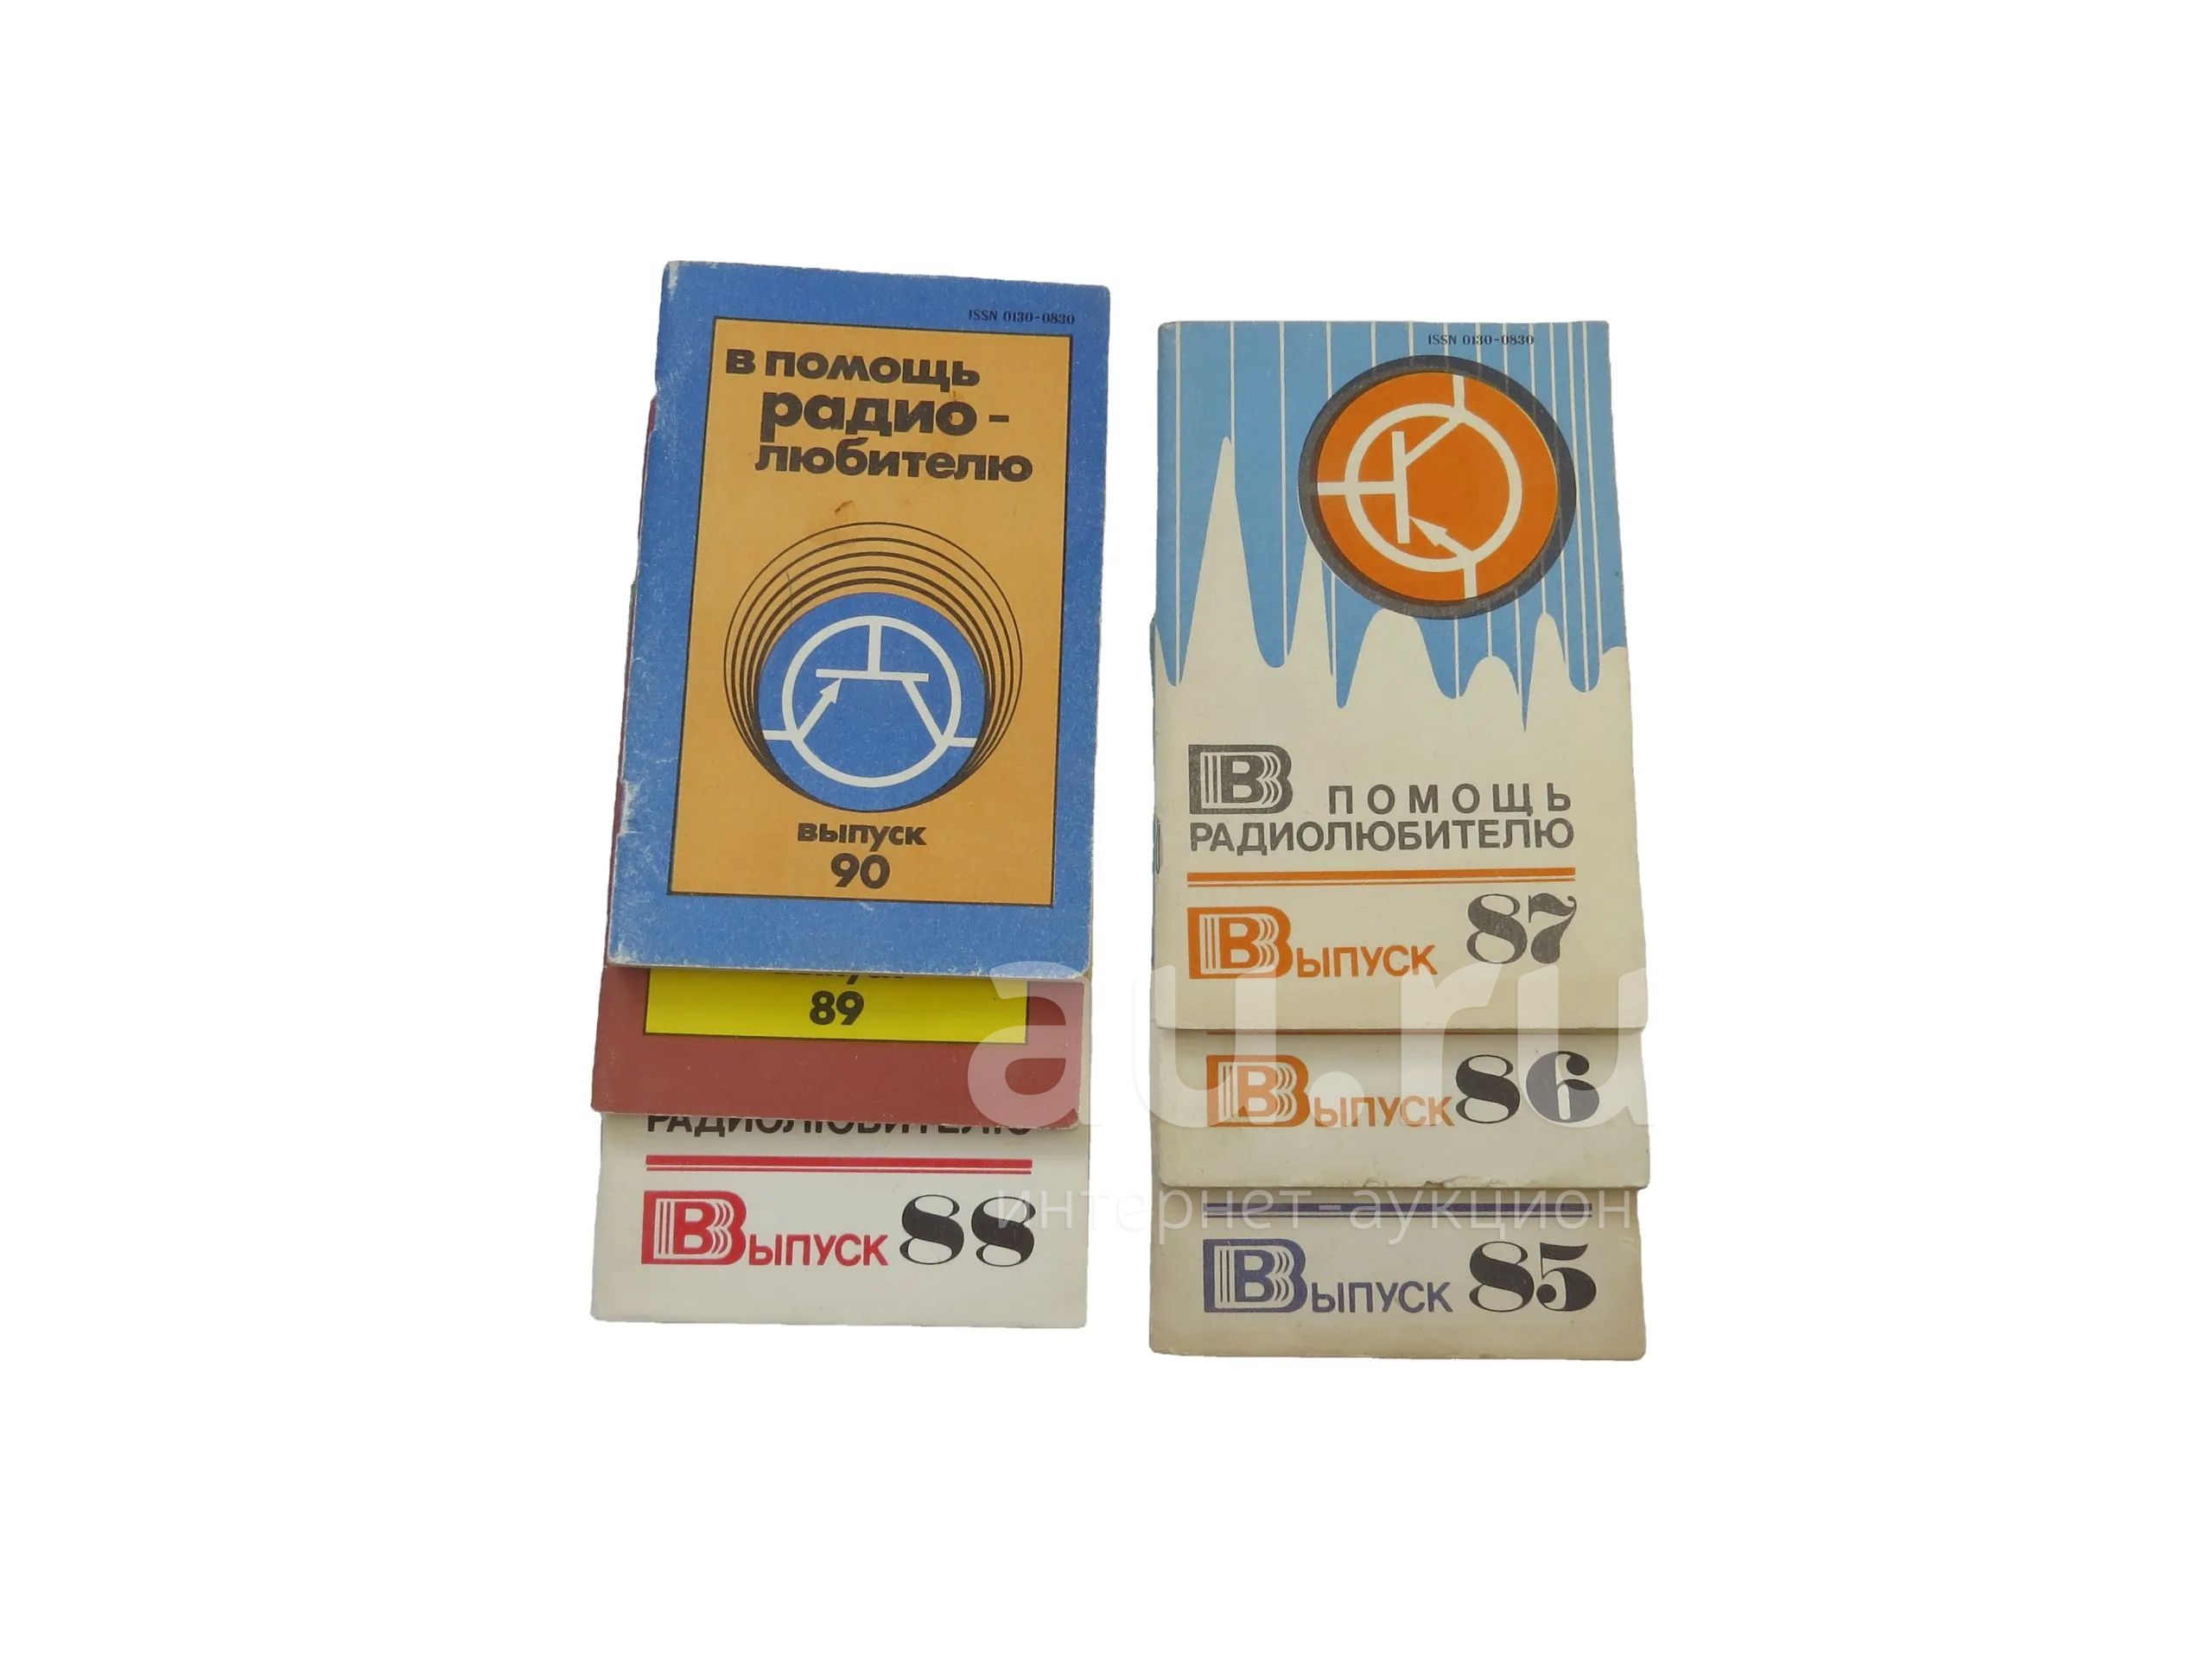 ISSN 0130-0830
в помощь
радио-
любителю
выпуск
90
выпуск
89
РАДИОЛЮБИТЕЛЮ
Выпуск 88
ISSN 0130-0830
В ПОМОЩЬ
РАДИОЛЮБИТЕЛЮ
Выпуск 87
Выпуск 86
Выпуск 85
au.ru
интернет-аукцион